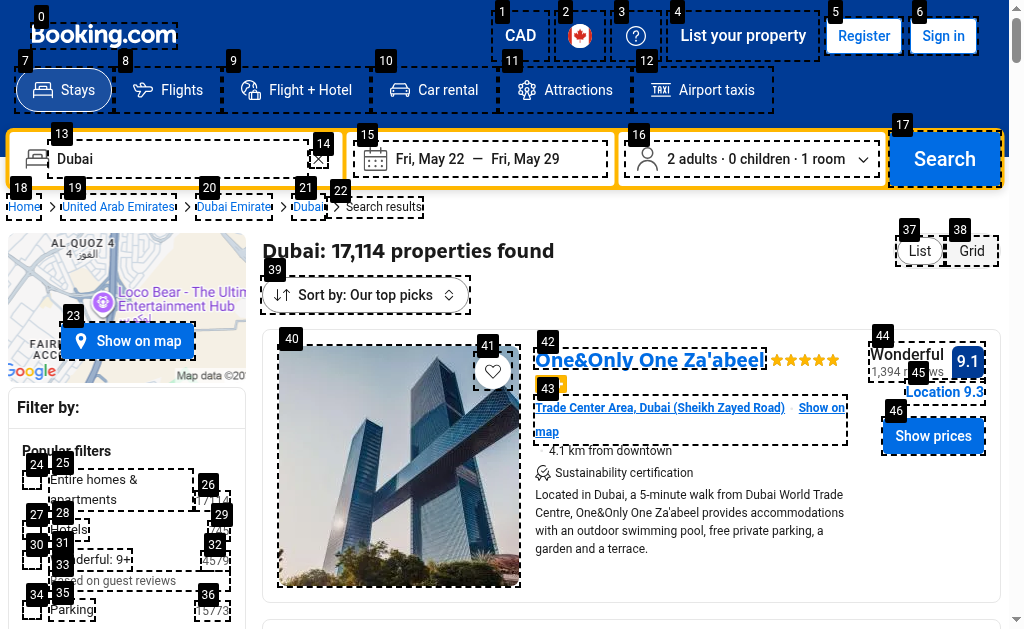 Booking.com
CAD
List your property
Register
Sign in
Stays
Flights
Flight + Hotel
Car rental
Attractions
Airport taxis
Dubai
Fri, May 22 — Fri, May 29
2 adults · 0 children · 1 room
Search
Home
United Arab Emirates
Dubai Emirate
Dubai
Search results
AL QUOZ 4
القوز 4
Loco Bear - The Ultim
Entertainment Hub
Show on map
Google
Map data ©20
Filter by:
Popular filters
Entire homes &
apartments
17114
Hotels
745
Wonderful: 9+
4579
Based on guest reviews
Parking
15773
Dubai: 17,114 properties found
List
Grid
Sort by: Our top picks
One&Only One Za'abeel
Wonderful
1,394 reviews
9.1
Location 9.3
Trade Center Area, Dubai (Sheikh Zayed Road)
Show on
map
4.1 km from downtown
Show prices
Sustainability certification
Located in Dubai, a 5-minute walk from Dubai World Trade
Centre, One&Only One Za'abeel provides accommodations
with an outdoor swimming pool, free private parking, a
garden and a terrace.
0
1
2
3
4
5
6
7
8
9
10
11
12
13
14
15
16
17
18
19
20
21
22
23
24
25
26
27
28
29
30
31
32
33
34
35
36
37
38
39
40
41
42
43
44
45
46